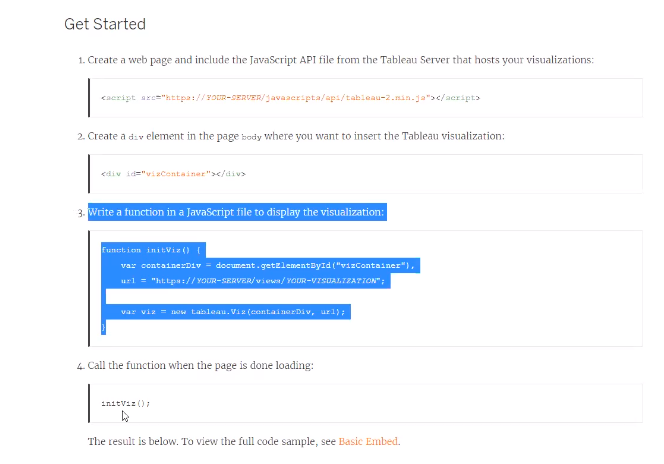 Get Started
1. Create a web page and include the JavaScript API file from the Tableau Server that hosts your visualizations:
<script src="https://YOUR-SERVER/javascripts/api/tableau-2.min.js"></script>
2. Create a div element in the page body where you want to insert the Tableau visualization:
<div id="vizContainer"></div>
3. Write a function in a JavaScript file to display the visualization:
function initViz() {
var containerDiv = document.getElementById("vizContainer"),
url = "https://YOUR-SERVER/views/YOUR-VISUALIZATION";
var viz = new tableau.Viz(containerDiv, url);
}
4. Call the function when the page is done loading:
initViz();
The result is below. To view the full code sample, see Basic Embed.